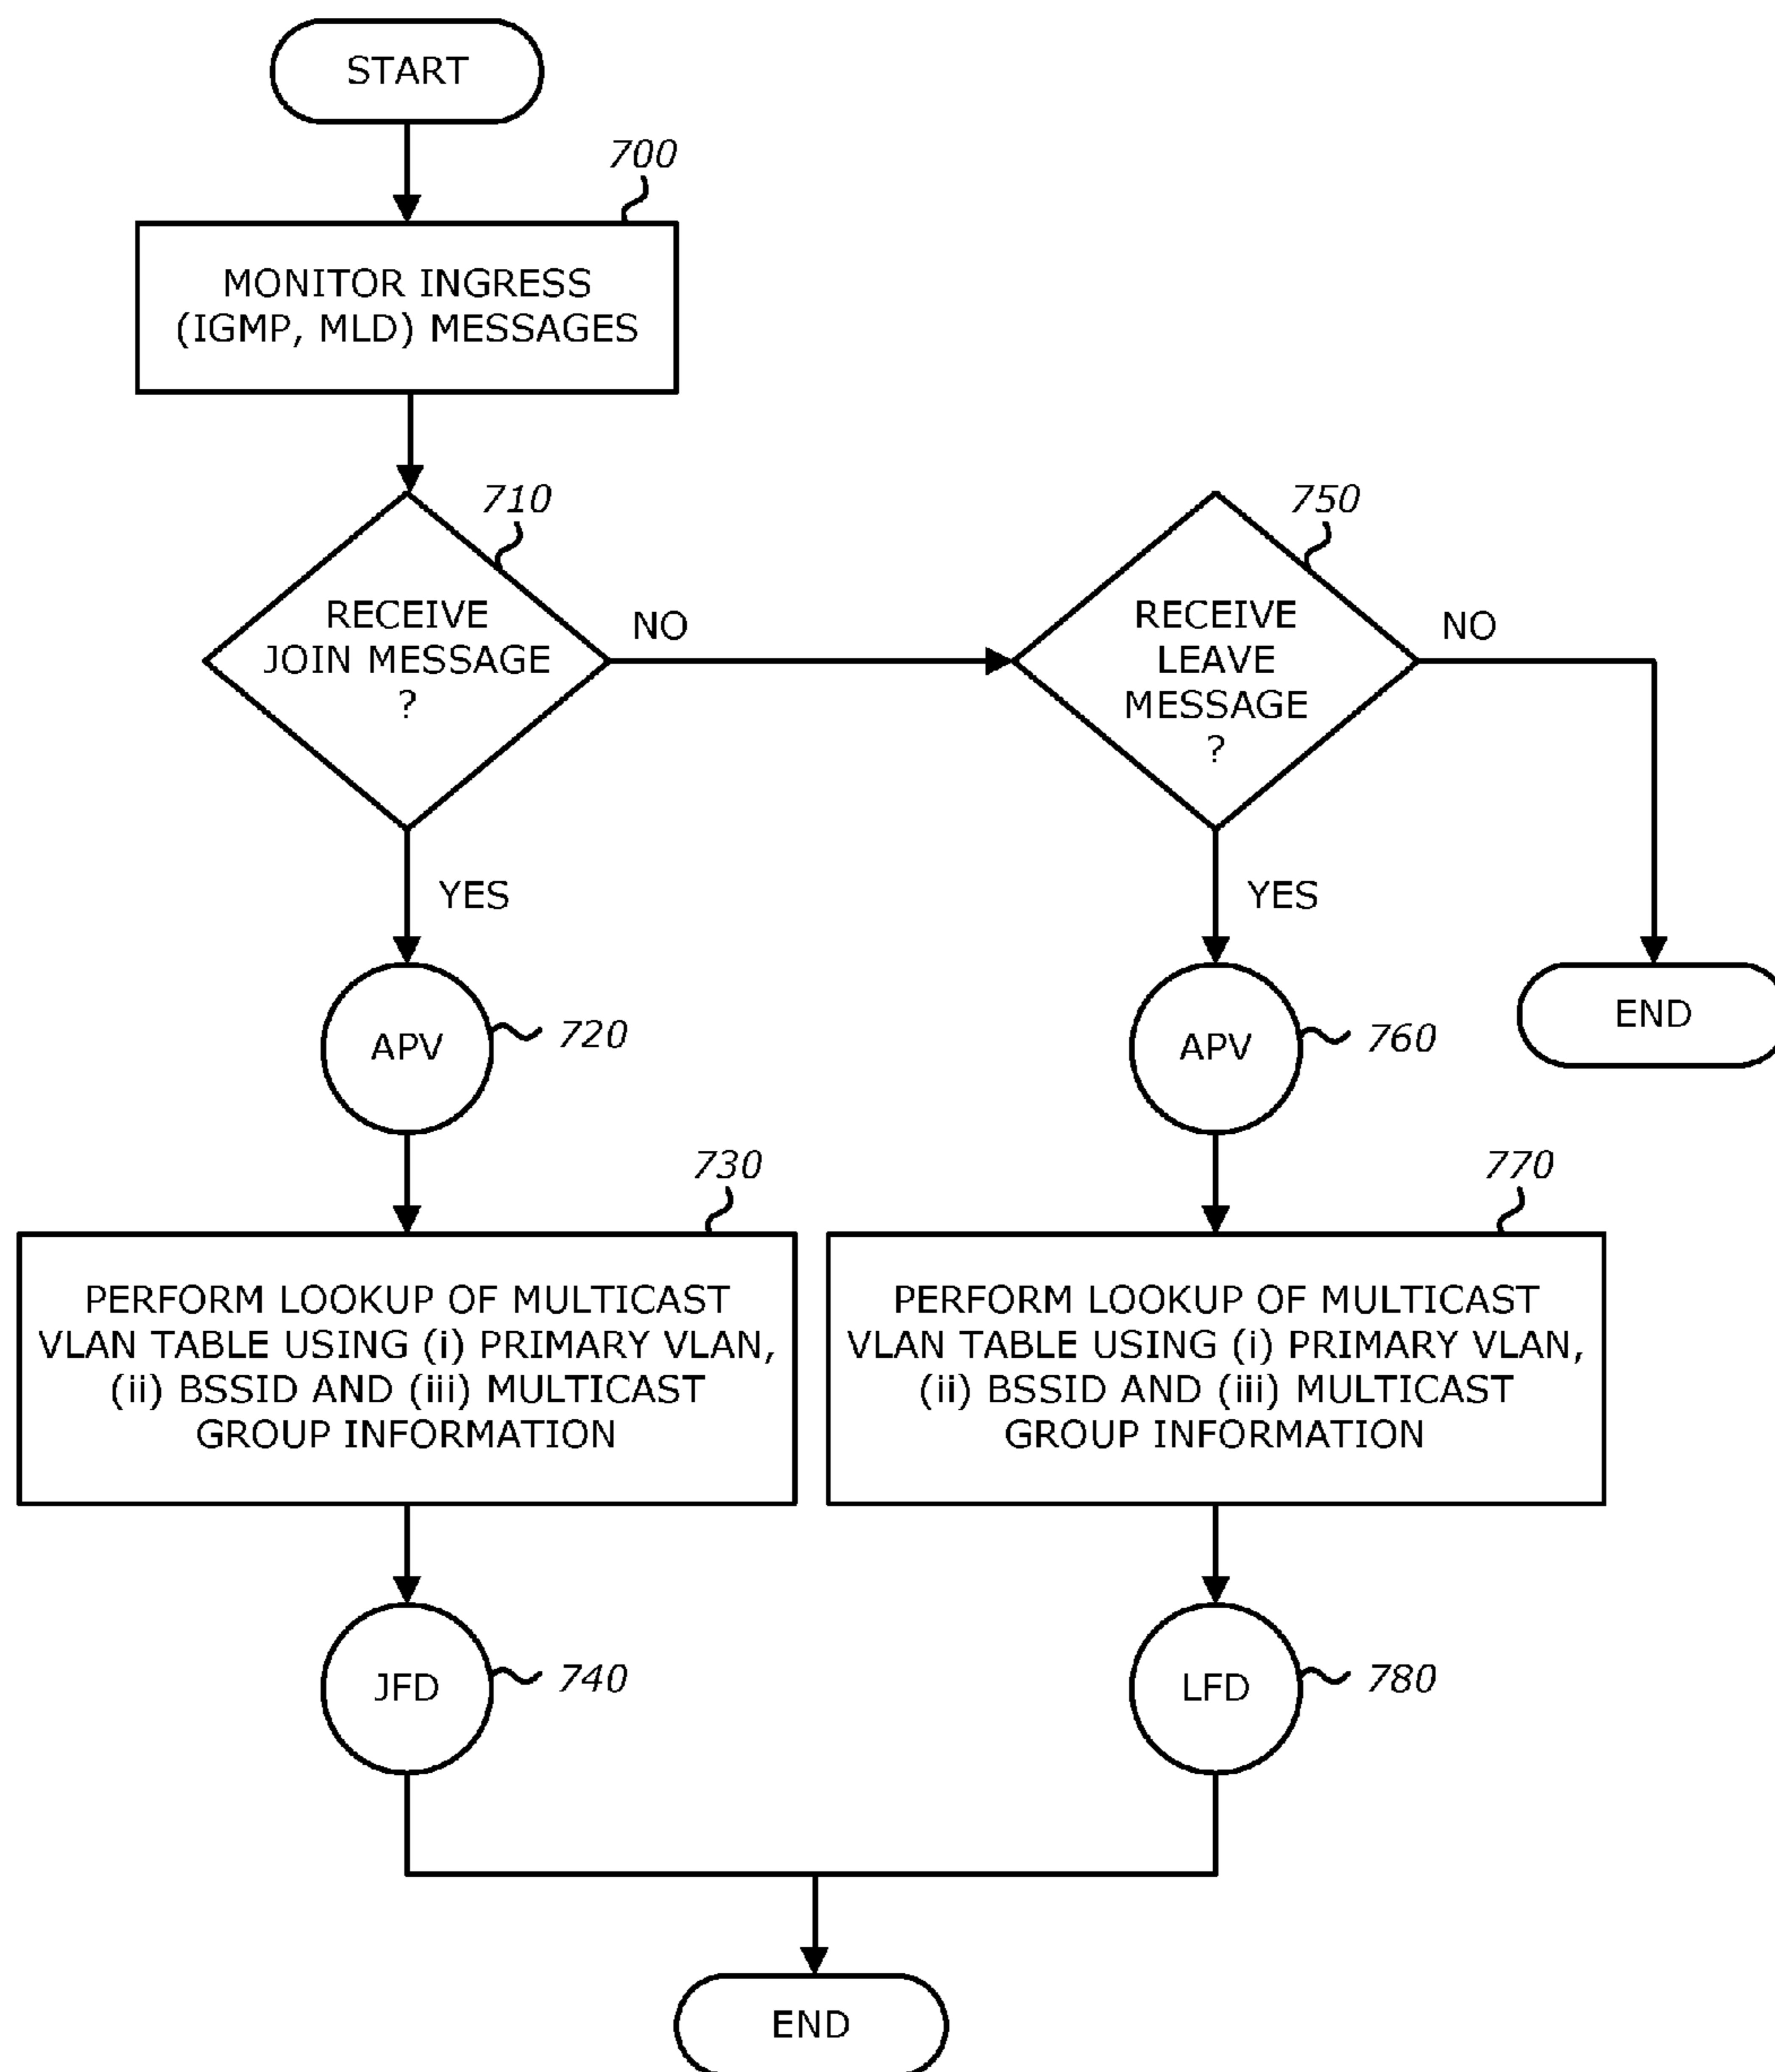 START
700
MONITOR INGRESS
(IGMP, MLD) MESSAGES
710
RECEIVE
JOIN MESSAGE
?
NO
750
RECEIVE
LEAVE
MESSAGE
?
NO
YES
YES
APV
720
APV
760
END
730
PERFORM LOOKUP OF MULTICAST
VLAN TABLE USING (i) PRIMARY VLAN,
(ii) BSSID AND (iii) MULTICAST
GROUP INFORMATION
770
PERFORM LOOKUP OF MULTICAST
VLAN TABLE USING (i) PRIMARY VLAN,
(ii) BSSID AND (iii) MULTICAST
GROUP INFORMATION
JFD
740
LFD
780
END